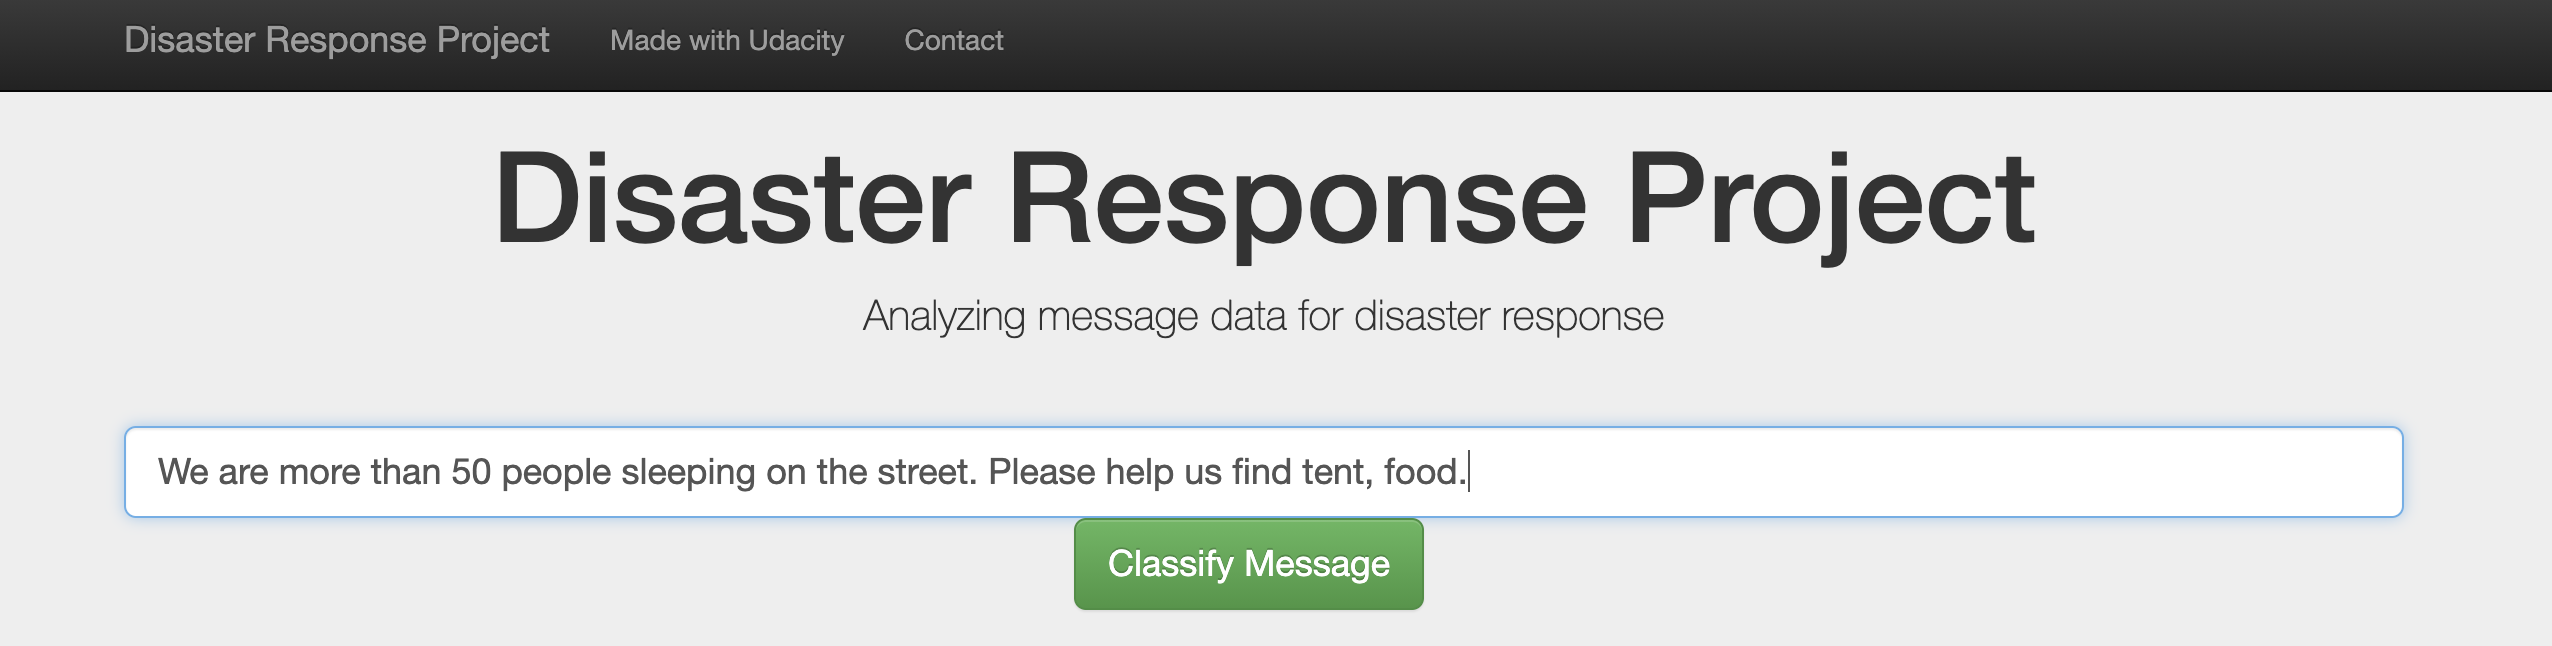 Disaster Response Project Made with Udacity Contact
Disaster Response Project
Analyzing message data for disaster response
We are more than 50 people sleeping on the street. Please help us find tent, food.
Classify Message